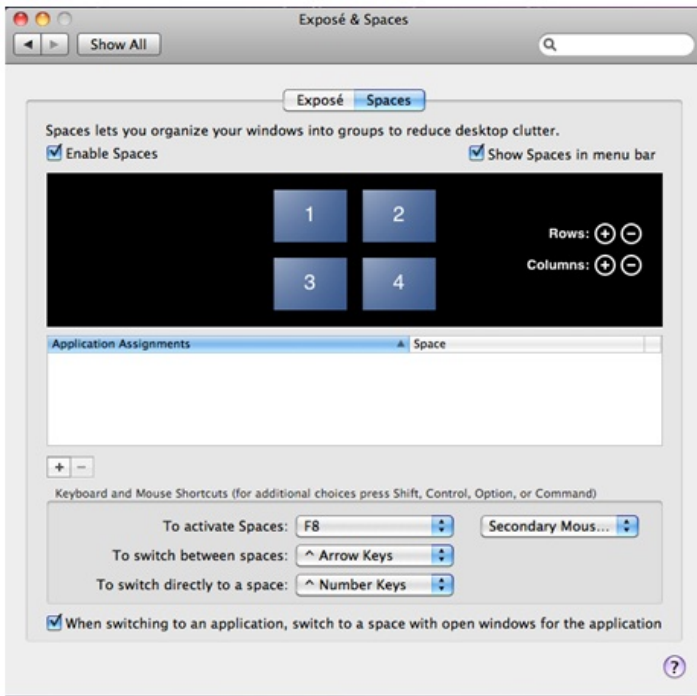 Exposé & Spaces
Show All
Exposé Spaces
Spaces lets you organize your windows into groups to reduce desktop clutter.
Enable Spaces Show Spaces in menu bar
1 2
Rows:
3 4
Columns:
Application Assignments Space
+ −
Keyboard and Mouse Shortcuts (for additional choices press Shift, Control, Option, or Command)
To activate Spaces: F8 Secondary Mous...
To switch between spaces: ^ Arrow Keys
To switch directly to a space: ^ Number Keys
When switching to an application, switch to a space with open windows for the application
?